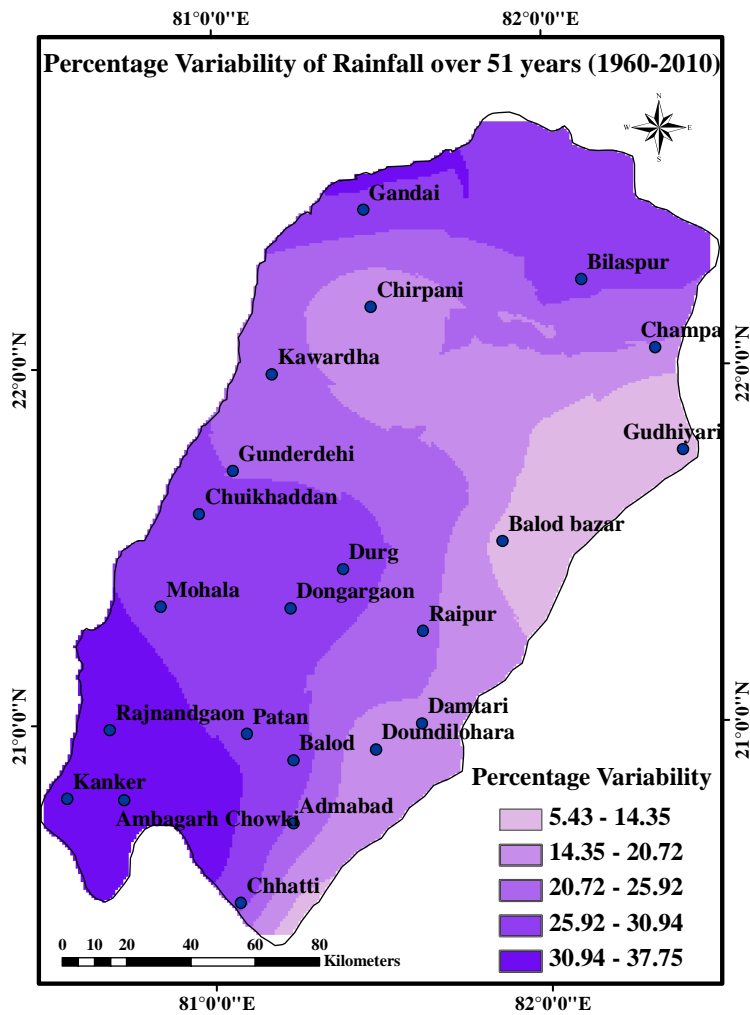 81°0'0"E 82°0'0"E
Percentage Variability of Rainfall over 51 years (1960-2010)
N
W E
S
Gandai
Bilaspur
Chirpani
Champa
22°0'0"N 22°0'0"N
Kawardha
Gudhiyari
Gunderdehi
Chuikhaddan
Balod bazar
Durg
Mohala Dongargaon
Raipur
21°0'0"N 21°0'0"N
Rajnandgaon Patan Damtari
Balod Doundilohara
Kanker
Ambagarh Chowki Admabad
Chhatti
Percentage Variability
5.43 - 14.35
14.35 - 20.72
20.72 - 25.92
25.92 - 30.94
30.94 - 37.75
0 10 20 40 60 80
Kilometers
81°0'0"E 82°0'0"E